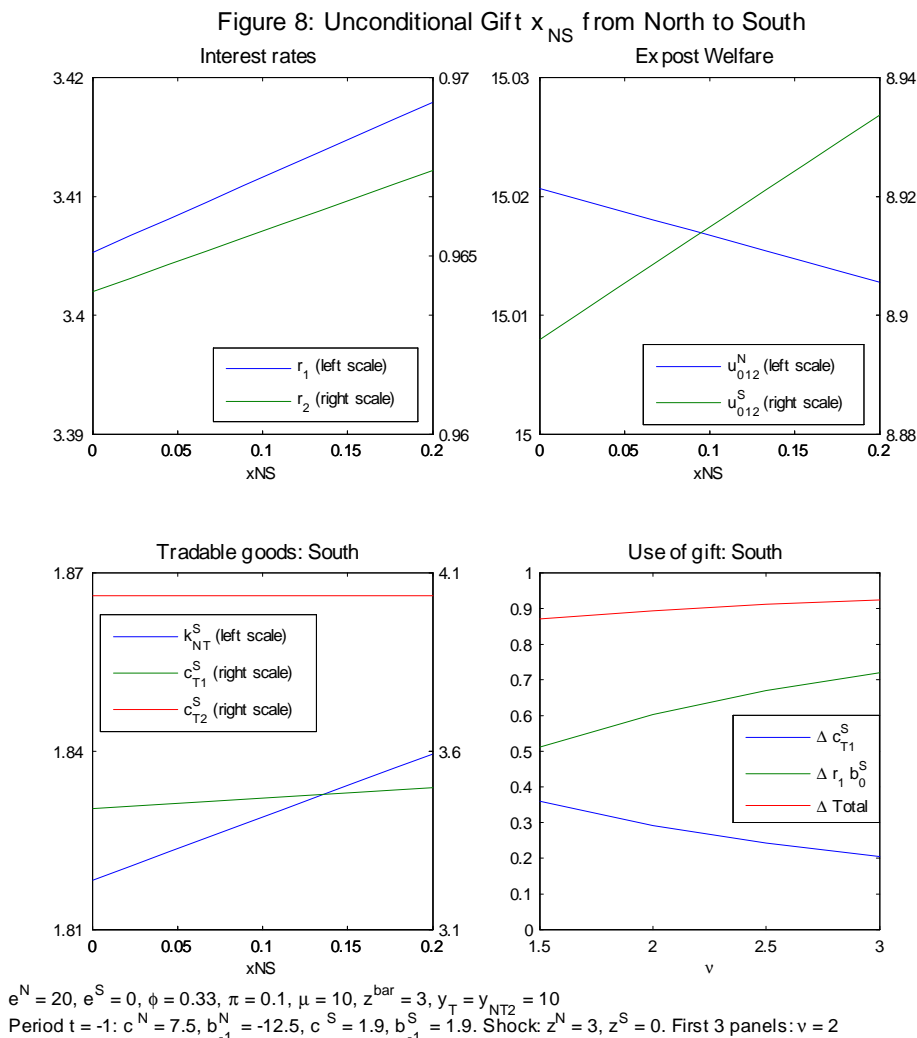 Figure 8: Unconditional Gift x_NS from North to South
Interest rates
3.42
3.41
3.4
3.39
0.97
0.965
0.96
r_1 (left scale)
r_2 (right scale)
0 0.05 0.1 0.15 0.2
xNS
Expost Welfare
15.03
15.02
15.01
15
8.94
8.92
8.9
8.88
u^N_012 (left scale)
u^S_012 (right scale)
0 0.05 0.1 0.15 0.2
xNS
Tradable goods: South
1.87
1.84
1.81
4.1
3.6
3.1
k^S_NT (left scale)
c^S_T1 (right scale)
c^S_T2 (right scale)
0 0.05 0.1 0.15 0.2
xNS
Use of gift: South
1
0.9
0.8
0.7
0.6
0.5
0.4
0.3
0.2
0.1
0
Δ c^S_T1
Δ r_1 b^S_0
Δ Total
1.5 2 2.5 3
ν
e^N = 20, e^S = 0, ϕ = 0.33, π = 0.1, μ = 10, z^bar = 3, y_T = y_NT2 = 10
Period t = -1: c^N = 7.5, b^N_-1 = -12.5, c^S = 1.9, b^S_-1 = 1.9. Shock: z^N = 3, z^S = 0. First 3 panels: ν = 2